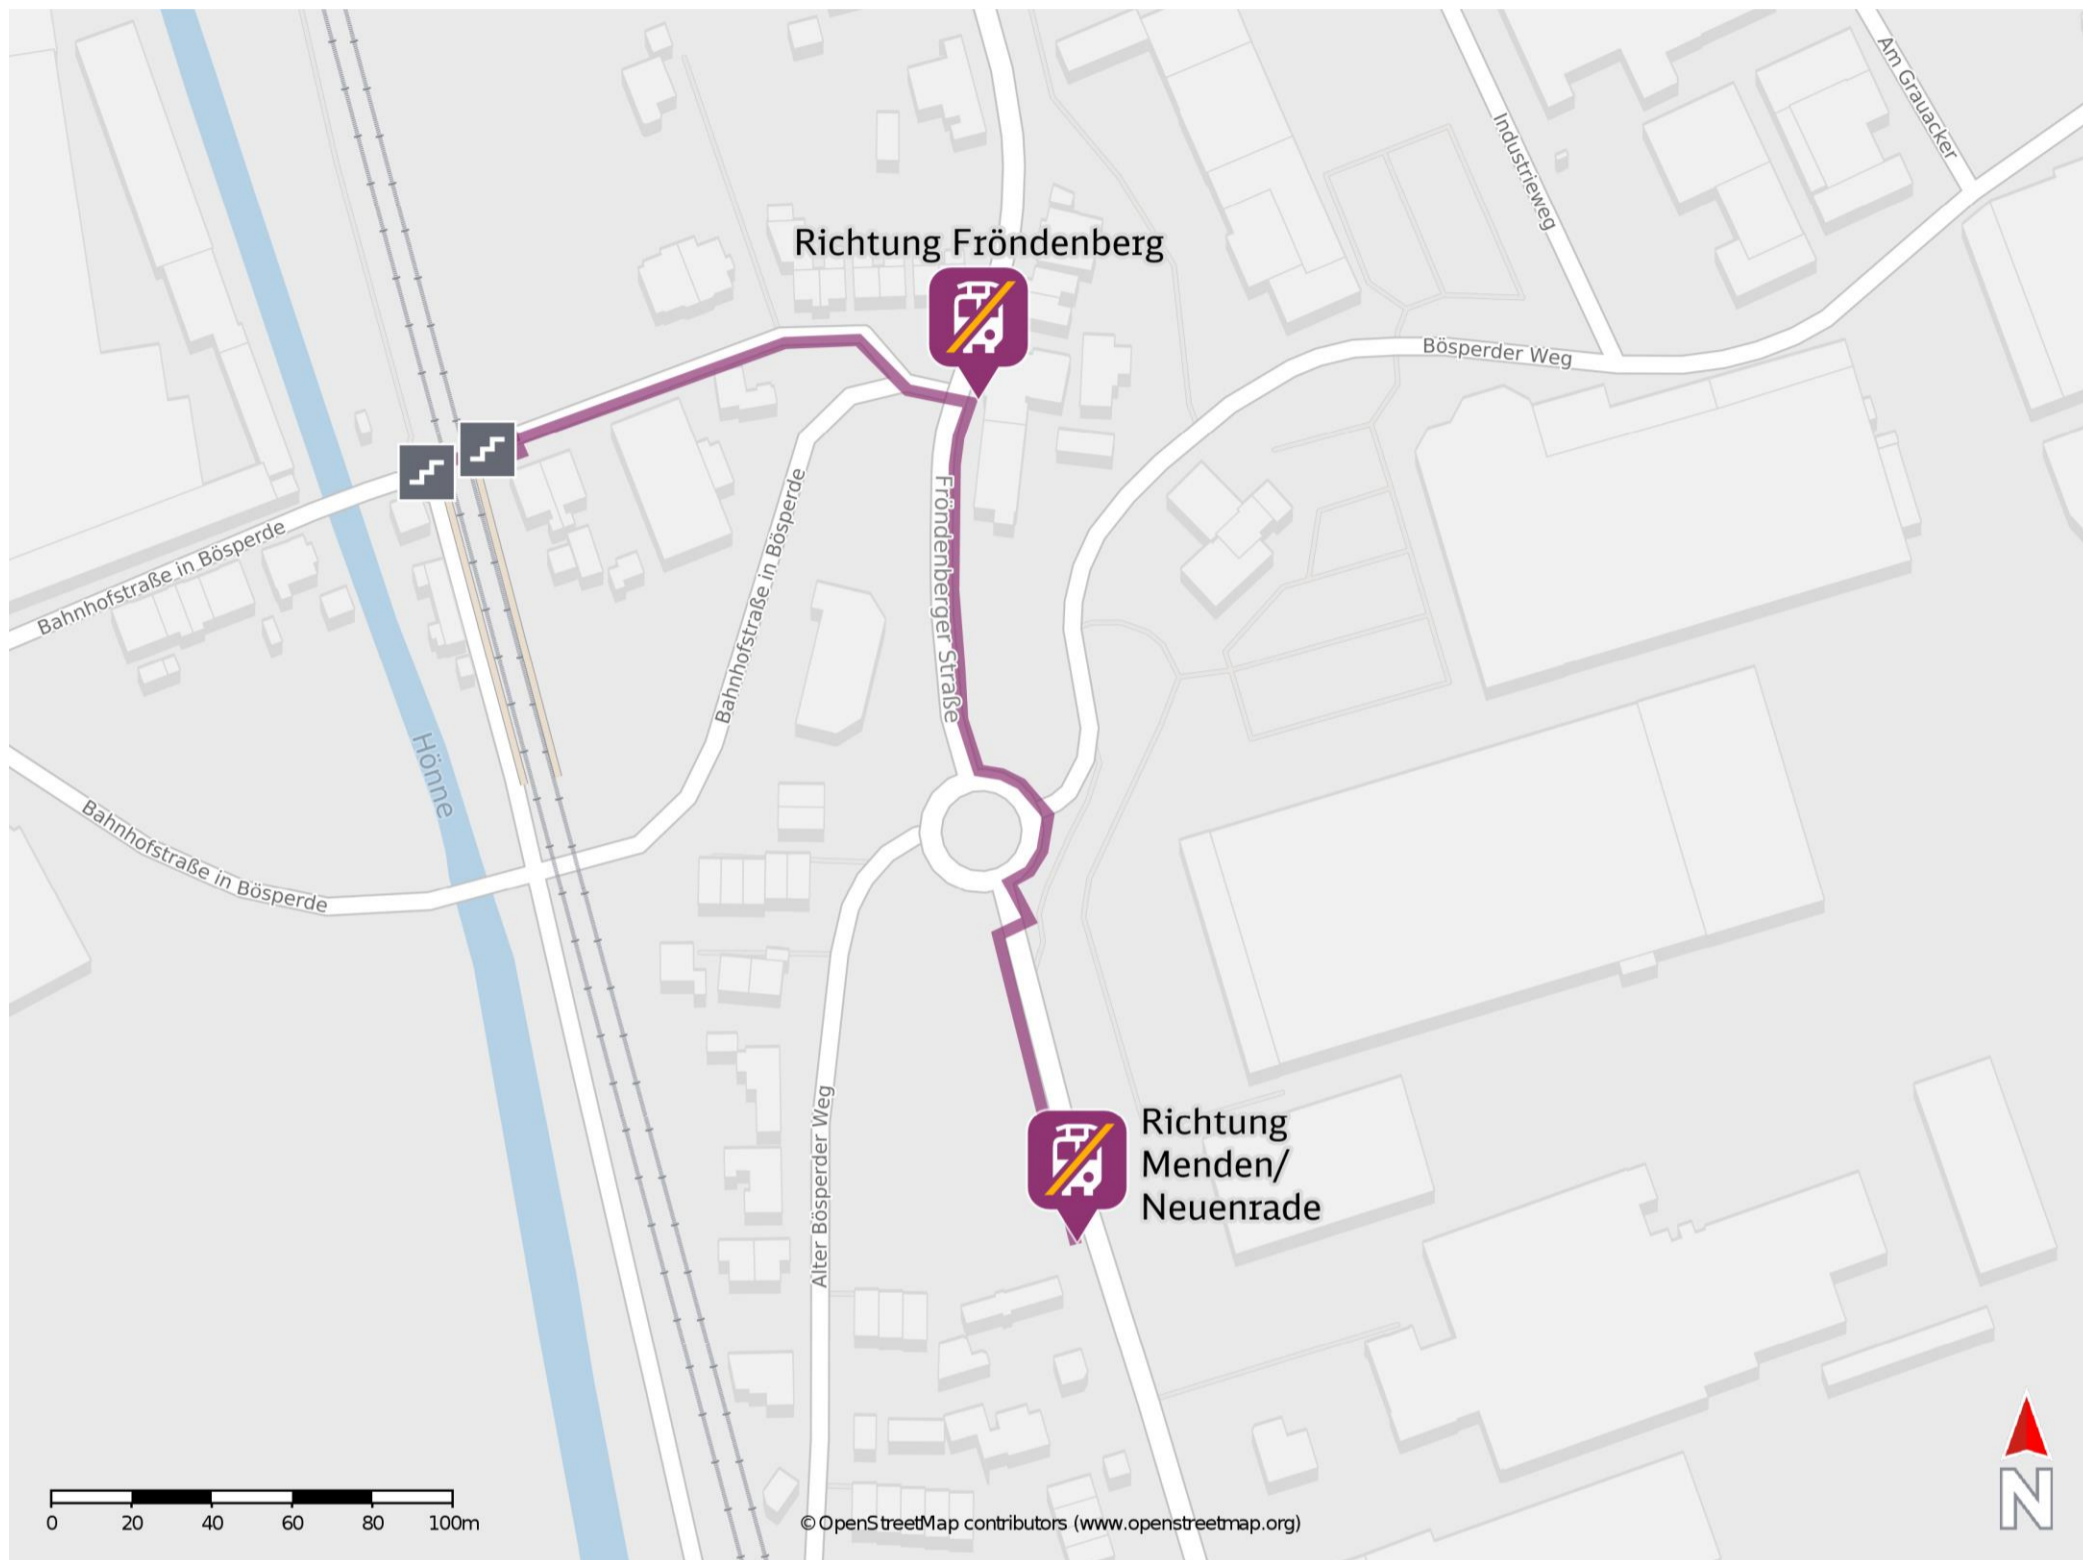 Am Grauacker
Industrieweg
Richtung Fröndenberg
Bösperder Weg
Bahnhofstraße in Bösperde
Bahnhofstraße in Bösperde
Fröndenberger Straße
Hönne
Bahnhofstraße in Bösperde
Alter Bösperder Weg
Richtung
Menden/
Neuenrade
0 20 40 60 80 100m
©OpenStreetMap contributors (www.openstreetmap.org)
N